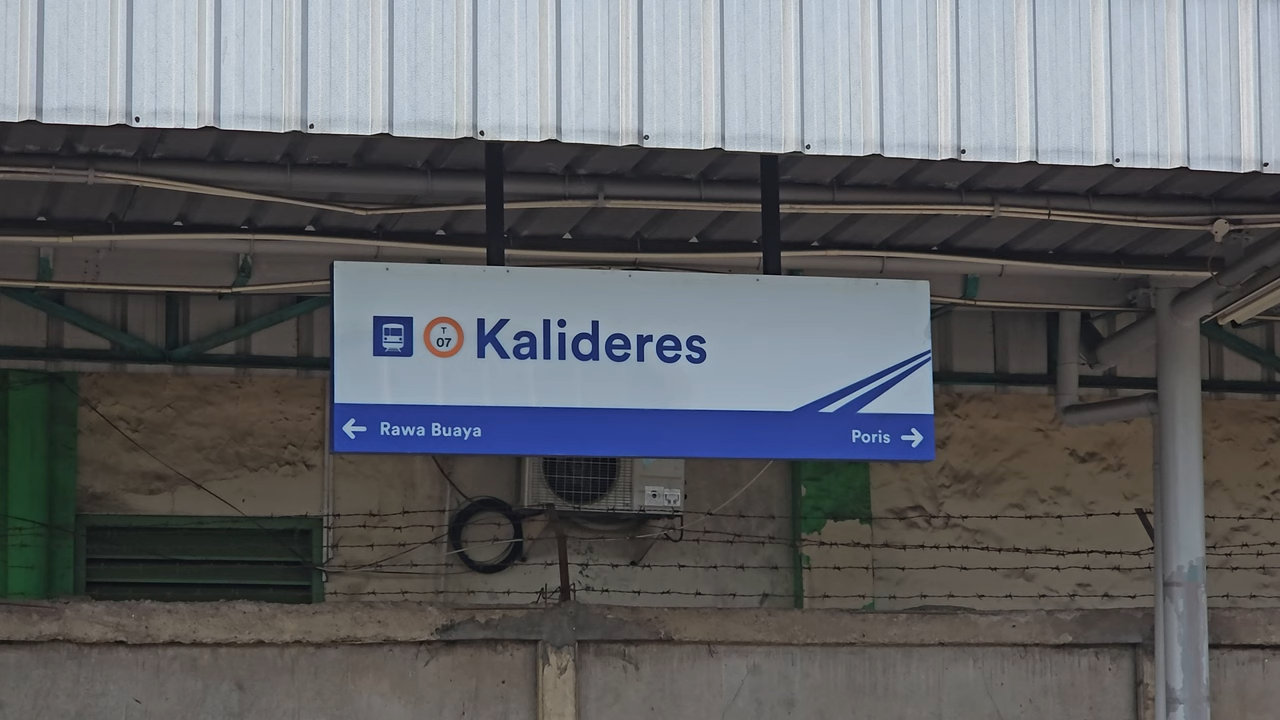 T
07
Kalideres
← Rawa Buaya
Poris →